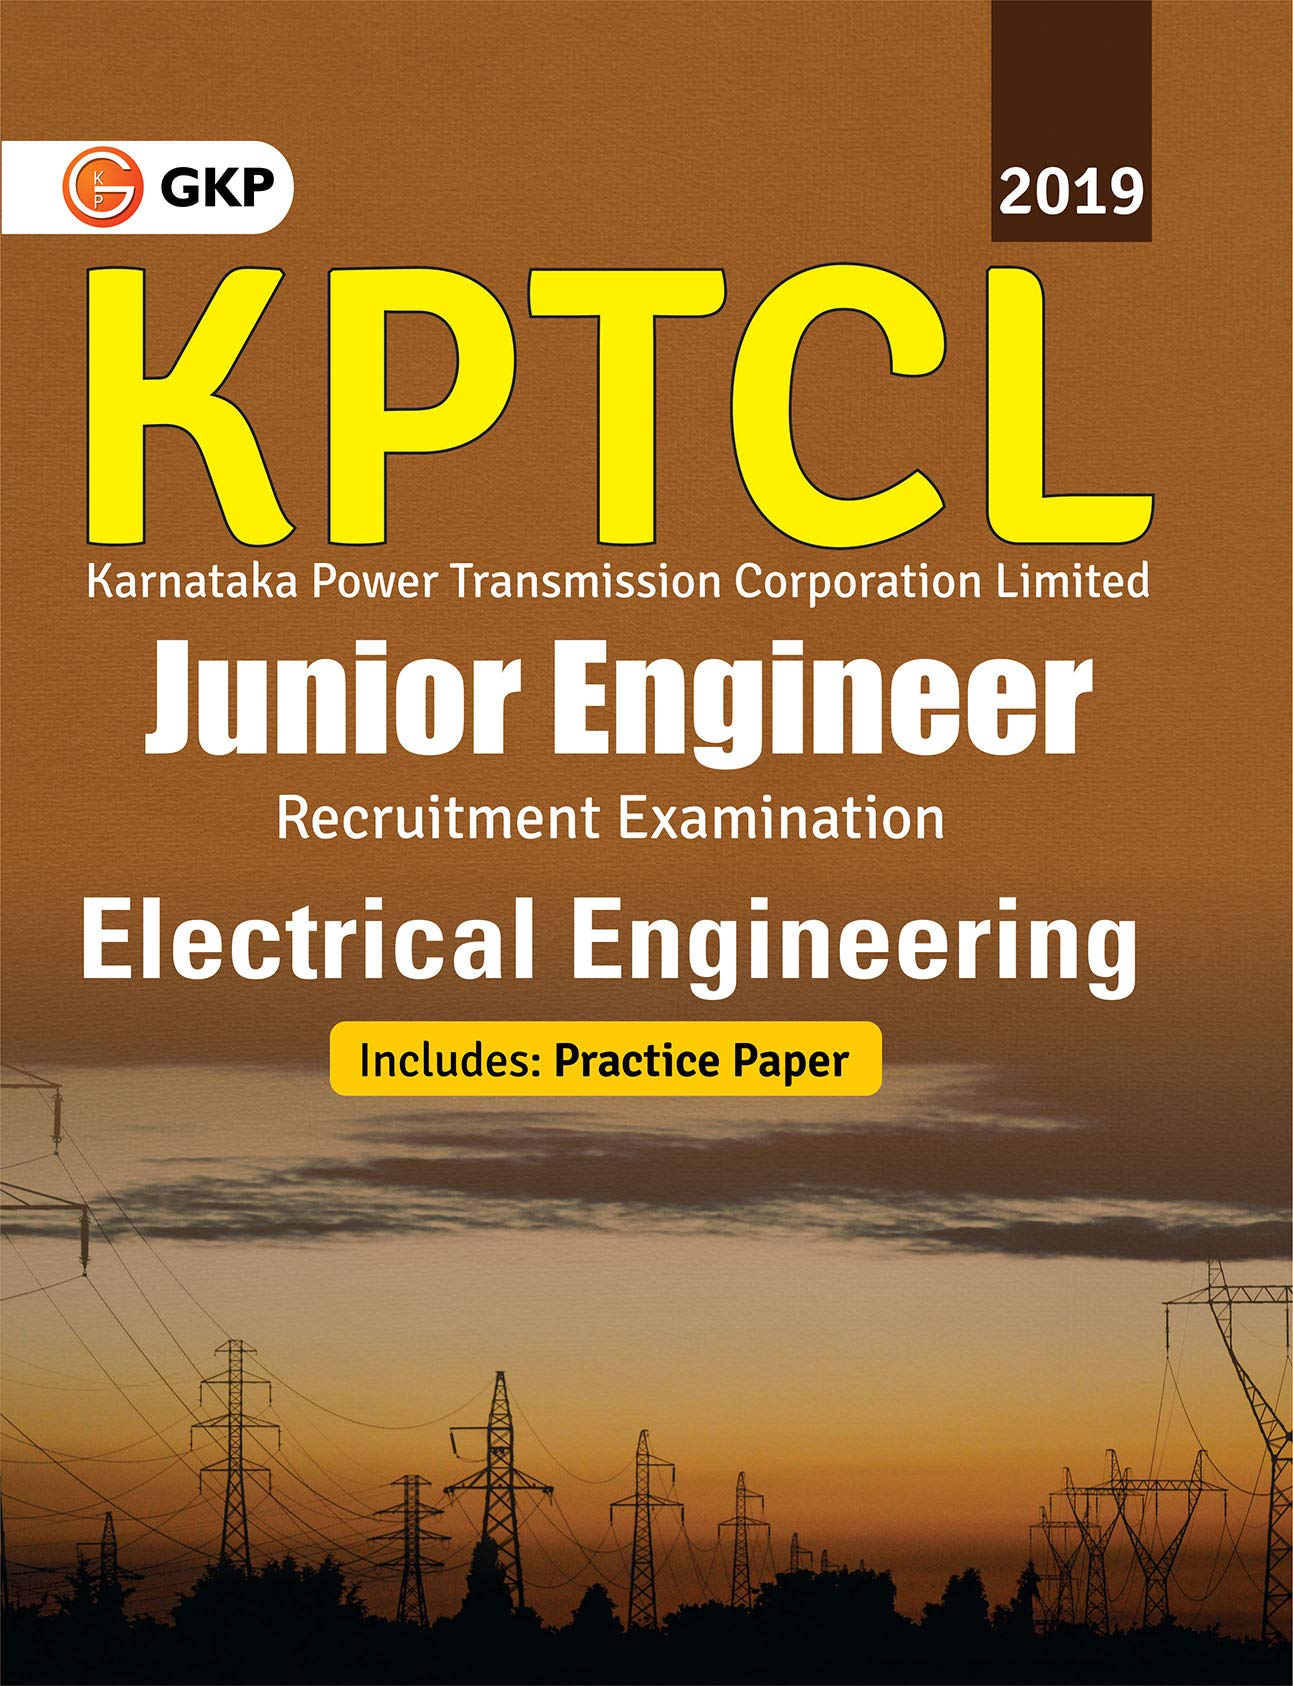 K
P
GKP
2019
KPTCL
Karnataka Power Transmission Corporation Limited
Junior Engineer
Recruitment Examination
Electrical Engineering
Includes: Practice Paper